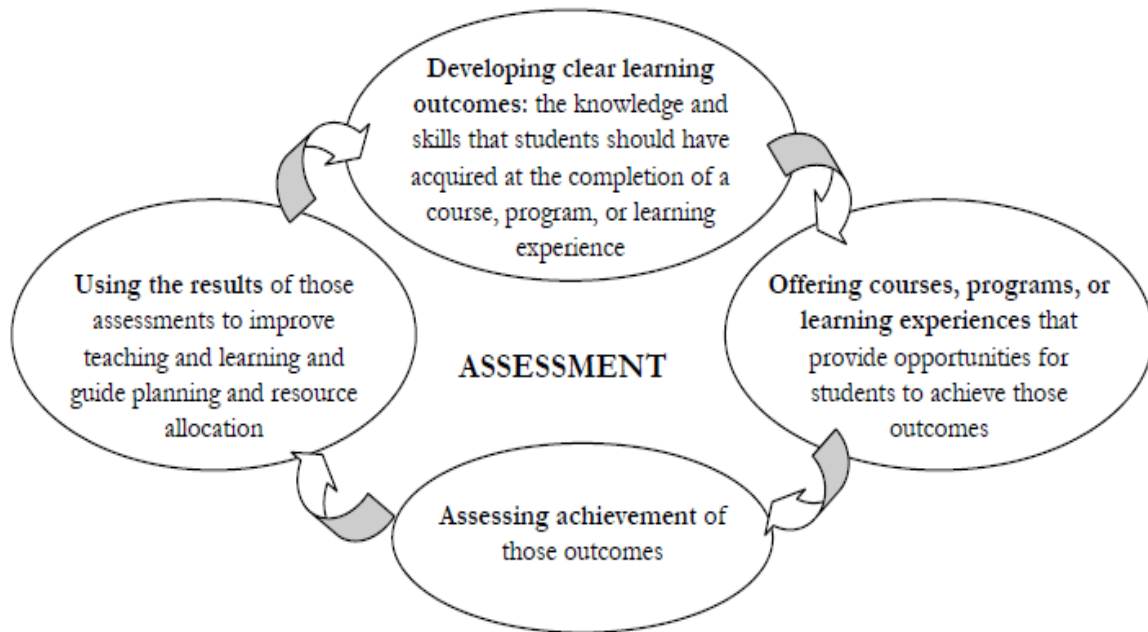 Developing clear learning
outcomes: the knowledge and
skills that students should have
acquired at the completion of a
course, program, or learning
experience
Using the results of those
assessments to improve
teaching and learning and
guide planning and resource
allocation
ASSESSMENT
Offering courses, programs, or
learning experiences that
provide opportunities for
students to achieve those
outcomes
Assessing achievement of
those outcomes